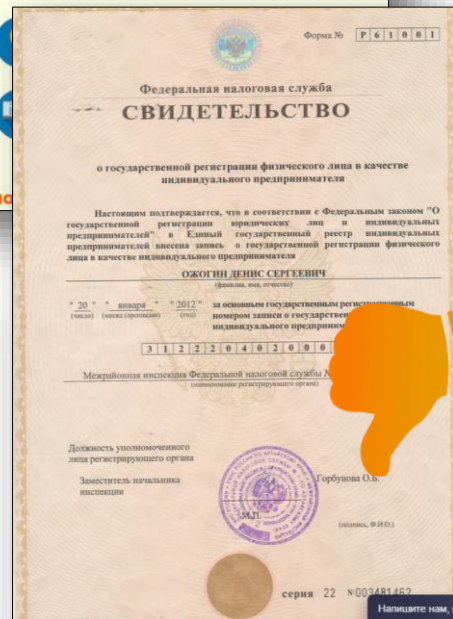 Форма № Р 6 1 0 0 1
Федеральная налоговая служба
СВИДЕТЕЛЬСТВО
о государственной регистрации физического лица в качестве
индивидуального предпринимателя
Настоящим подтверждается, что в соответствии с Федеральным законом "О
государственной регистрации юридических лиц и индивидуальных
предпринимателей" в Единый государственный реестр индивидуальных
предпринимателей внесена запись о государственной регистрации физического
лица в качестве индивидуального предпринимателя
ОЖОГИН ДЕНИС СЕРГЕЕВИЧ
(фамилия, имя, отчество)
" 20 " " января " " 2012 " за основным государственным
(число) (месяц (прописью)) (год) номером записи о
индивидуального
3 1 2 2 2 0 4 0 2 0 0 0
Межрайонная инспекция Федеральной налоговой службы №
(наименование регистрирующего органа)
Должность уполномоченного
лица регистрирующего органа
Заместитель начальника
инспекции
Горбунова О.В.
М.П.
(подпись, Ф.И.О.)
серия 22 №003481462
Напишите нам,